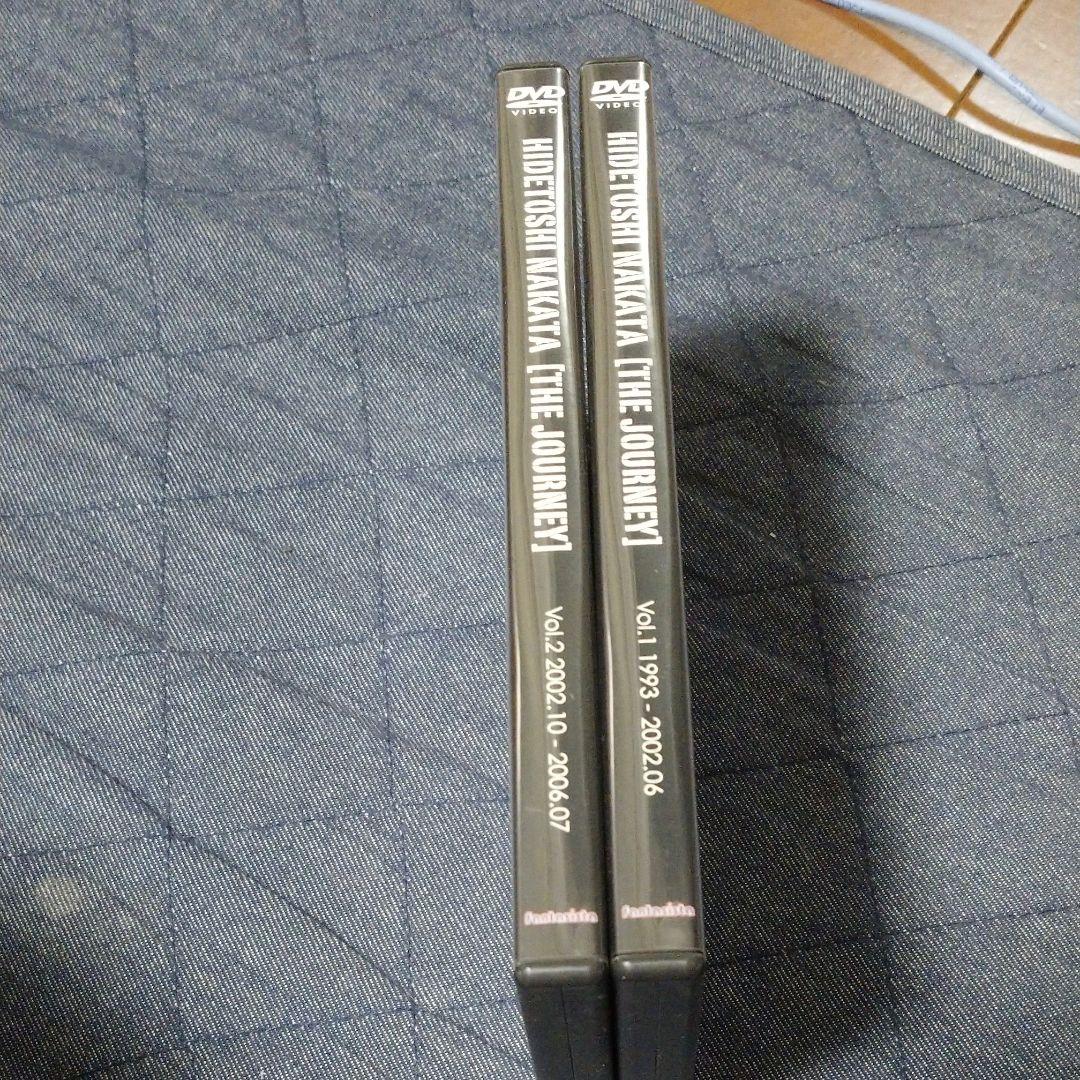 DVD
VIDEO
HIDETOSHI NAKATA [THE JOURNEY]
Vol.2 2002.10 - 2006.07
fantasista
DVD
VIDEO
HIDETOSHI NAKATA [THE JOURNEY]
Vol.1 1993 - 2002.06
fantasista